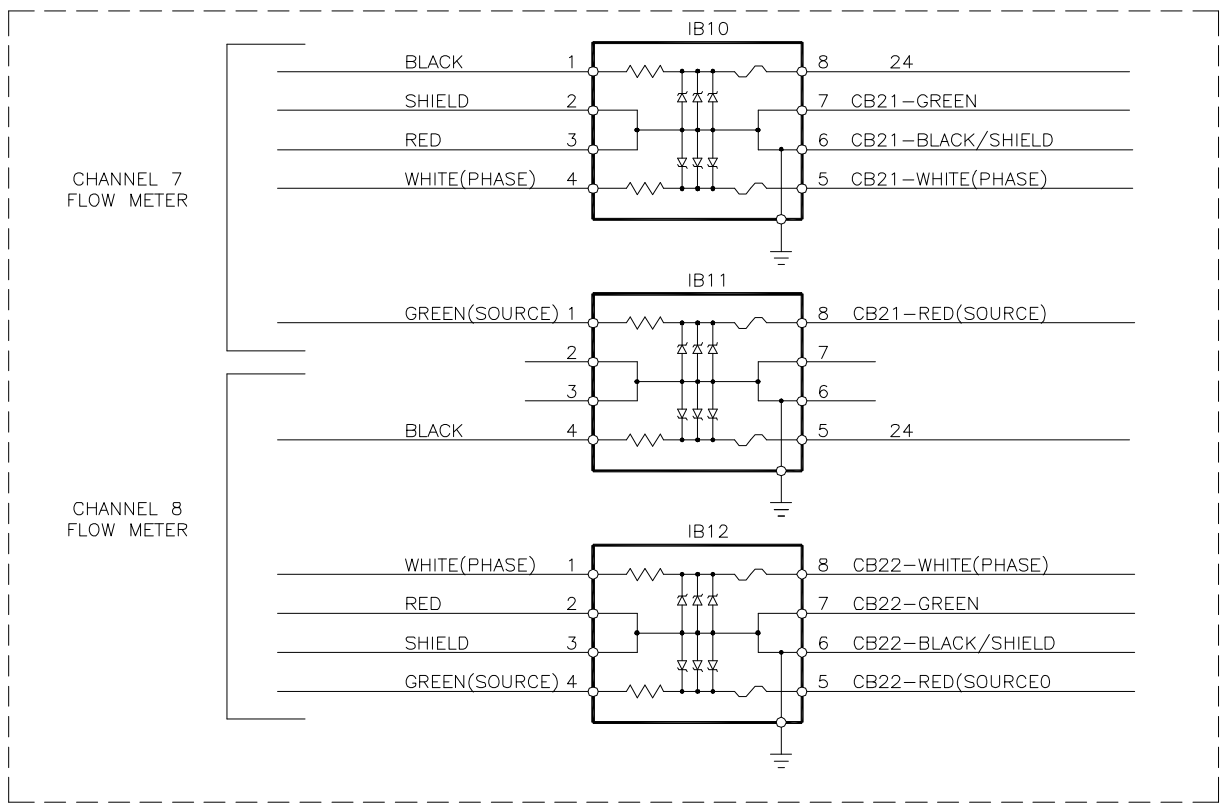 IB10
BLACK 1 8 24
SHIELD 2 7 CB21-GREEN
RED 3 6 CB21-BLACK/SHIELD
WHITE(PHASE) 4 5 CB21-WHITE(PHASE)
CHANNEL 7
FLOW METER
IB11
GREEN(SOURCE) 1 8 CB21-RED(SOURCE)
2 7
3 6
BLACK 4 5 24
CHANNEL 8
FLOW METER
IB12
WHITE(PHASE) 1 8 CB22-WHITE(PHASE)
RED 2 7 CB22-GREEN
SHIELD 3 6 CB22-BLACK/SHIELD
GREEN(SOURCE) 4 5 CB22-RED(SOURCE0